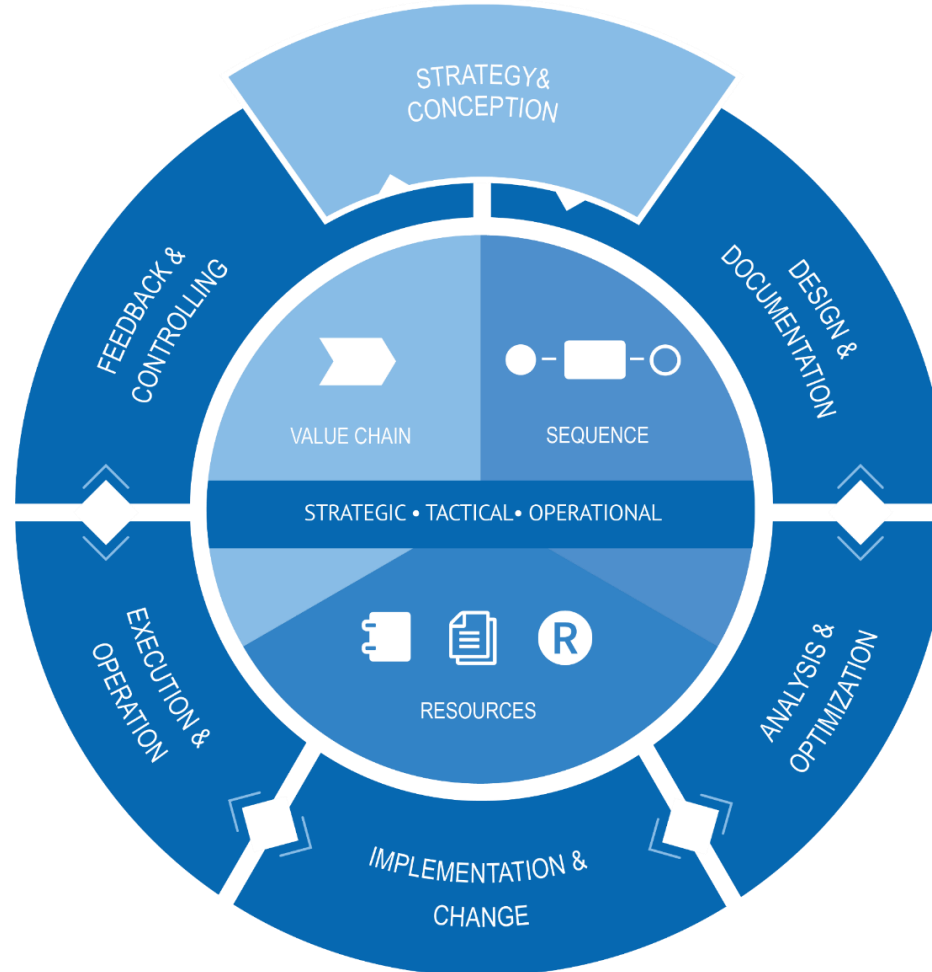 STRATEGY&
CONCEPTION
DESIGN &
DOCUMENTATION
ANALYSIS &
OPTIMIZATION
IMPLEMENTATION &
CHANGE
EXECUTION &
OPERATION
FEEDBACK &
CONTROLLING
VALUE CHAIN
SEQUENCE
STRATEGIC • TACTICAL• OPERATIONAL
R
RESOURCES